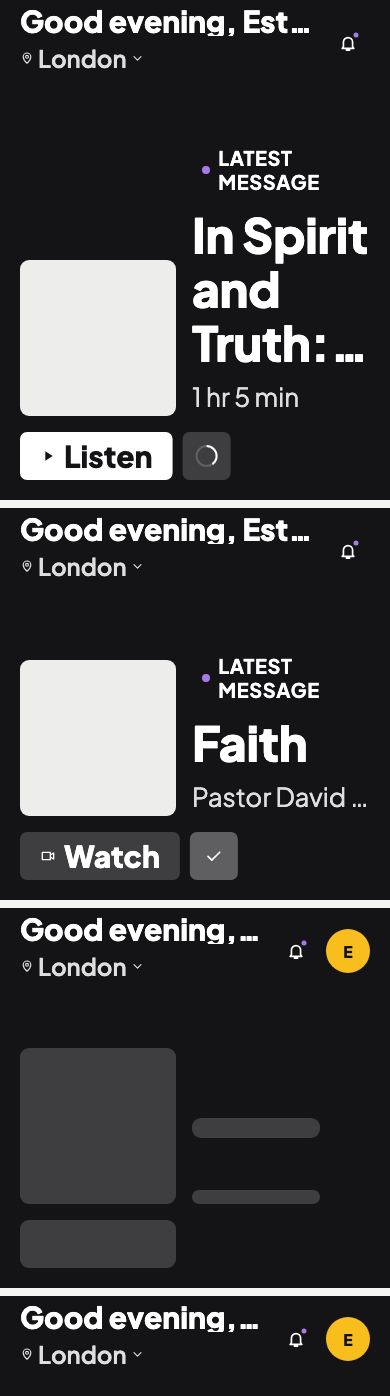 Good evening, Est...
London
LATEST
MESSAGE
In Spirit
and
Truth: ...
1 hr 5 min
Listen
Good evening, Est...
London
LATEST
MESSAGE
Faith
Pastor David ...
Watch
Good evening, ...
E
London
Good evening, ...
E
London